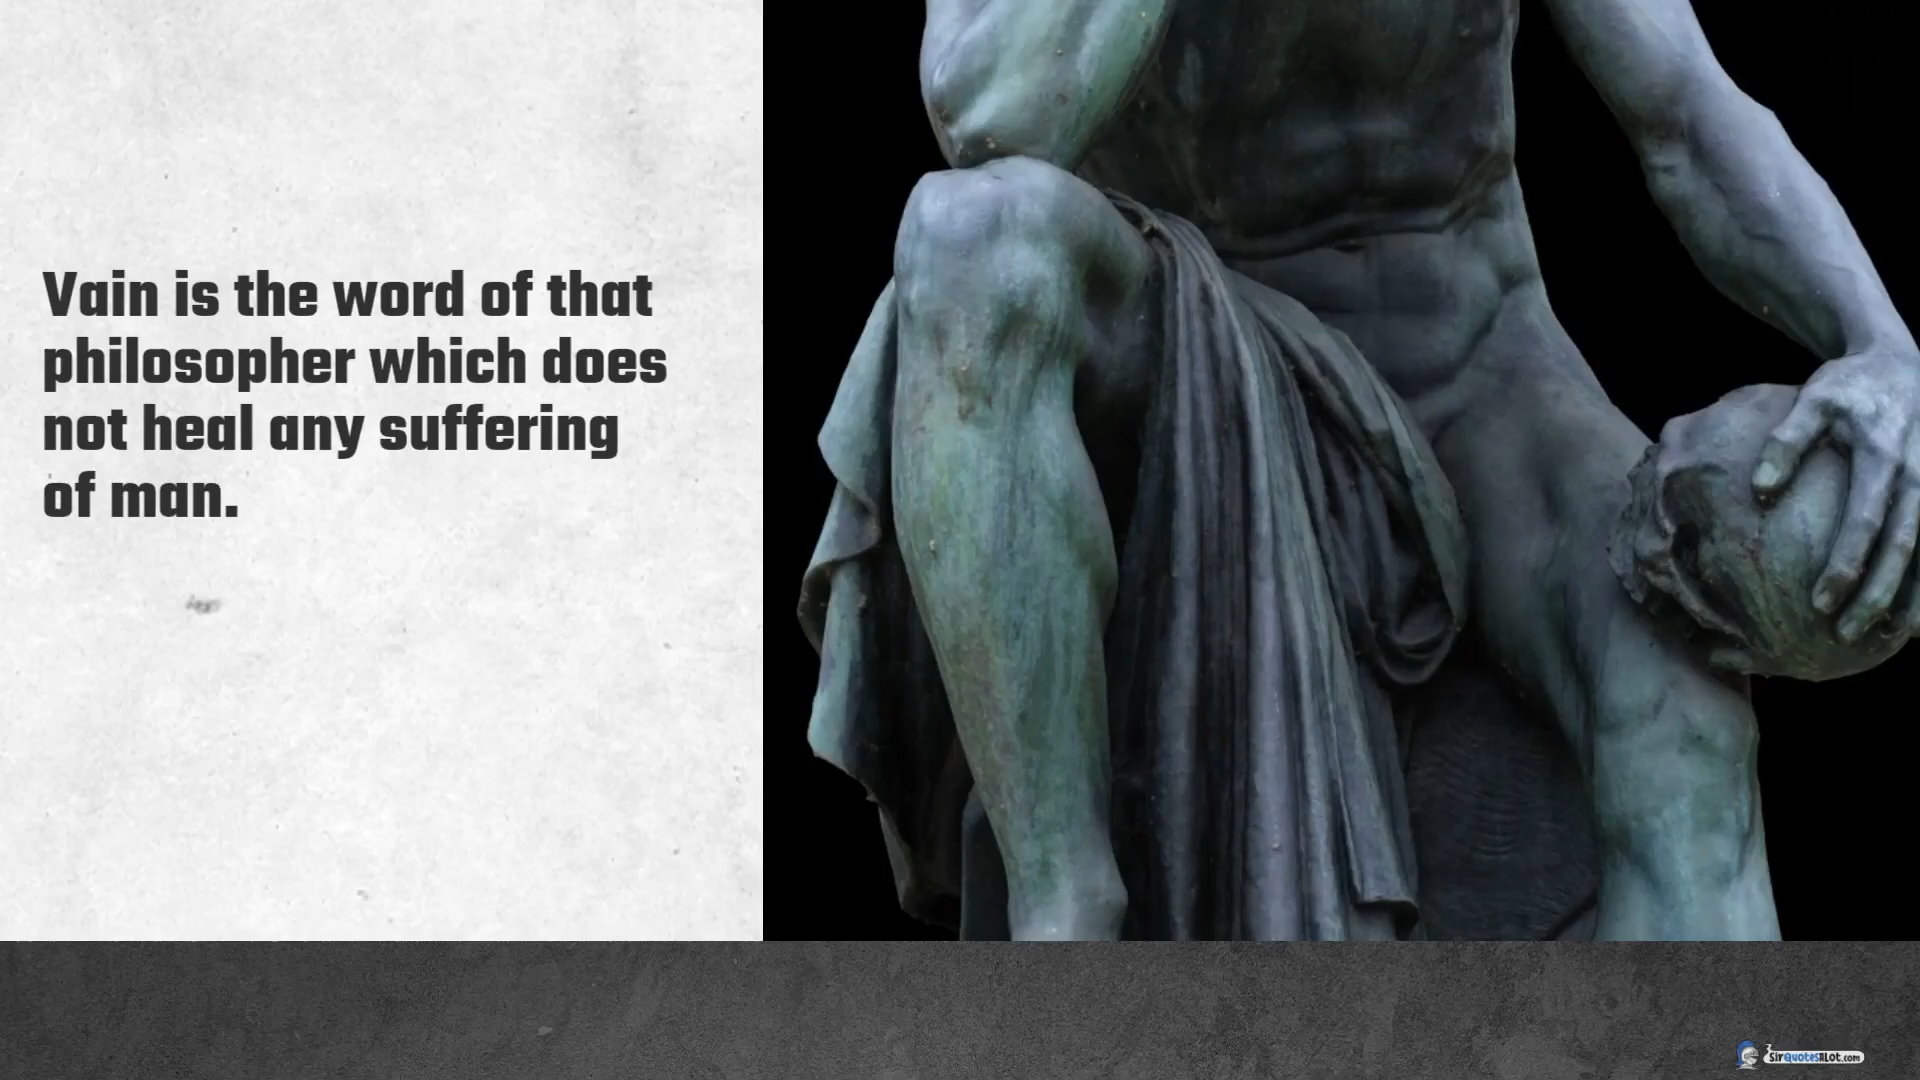 Vain is the word of that
philosopher which does
not heal any suffering
of man.
SirQuotesALot.com